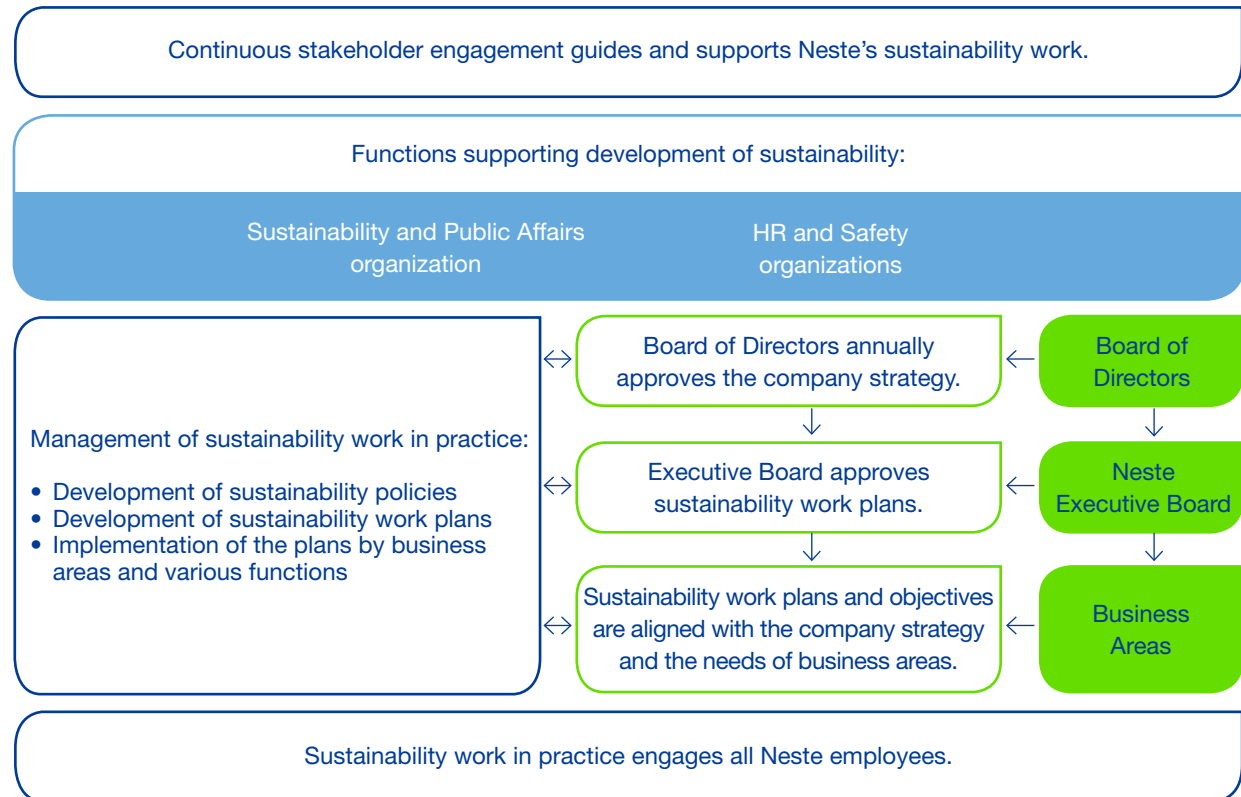 Continuous stakeholder engagement guides and supports Neste’s sustainability work.
Functions supporting development of sustainability:
Sustainability and Public Affairs
organization
HR and Safety
organizations
Management of sustainability work in practice:
• Development of sustainability policies
• Development of sustainability work plans
• Implementation of the plans by business
areas and various functions
Board of Directors annually
approves the company strategy.
Board of
Directors
Executive Board approves
sustainability work plans.
Neste
Executive Board
Sustainability work plans and objectives
are aligned with the company strategy
and the needs of business areas.
Business
Areas
Sustainability work in practice engages all Neste employees.